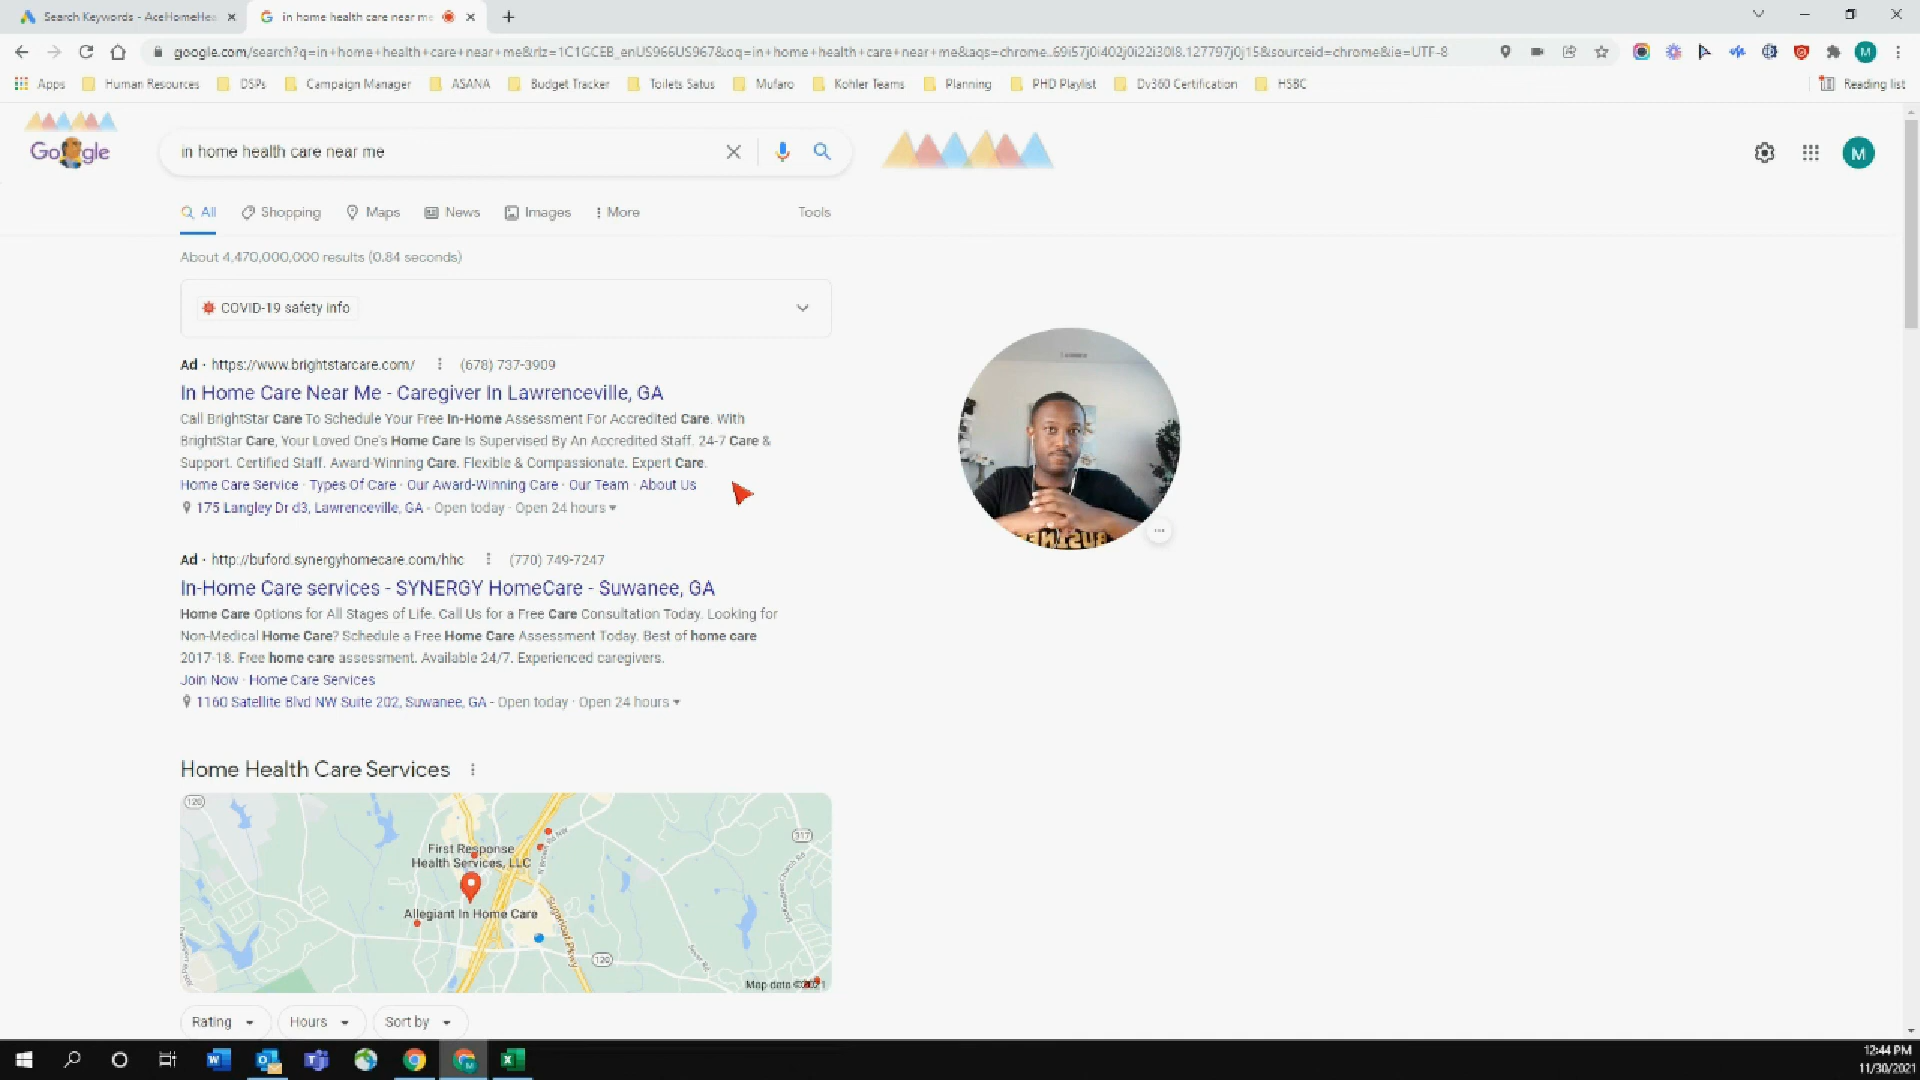 Search Keywords - AceHomeHea
in home health care near me
google.com/search?q=in+home+health+care+near+me&rlz=1C1GCEB_enUS966US967&oq=in+home+health+care+near+me&aqs=chrome..69i57j0i402j0i22i30l8.127797j0j15&sourceid=chrome&ie=UTF-8
Apps Human Resources DSPs Campaign Manager ASANA Budget Tracker Toilets Satus Mufaro Kohler Teams Planning PHD Playlist Dv360 Certification HSBC Reading list
Google
in home health care near me
M
All Shopping Maps News Images More Tools
About 4,470,000,000 results (0.84 seconds)
COVID-19 safety info
Ad · https://www.brightstarcare.com/ (678) 737-3909
In Home Care Near Me - Caregiver In Lawrenceville, GA
Call BrightStar Care To Schedule Your Free In-Home Assessment For Accredited Care. With
BrightStar Care, Your Loved One's Home Care Is Supervised By An Accredited Staff. 24-7 Care &
Support. Certified Staff. Award-Winning Care. Flexible & Compassionate. Expert Care.
Home Care Service · Types Of Care · Our Award-Winning Care · Our Team · About Us
175 Langley Dr d3, Lawrenceville, GA - Open today · Open 24 hours
Ad · http://buford.synergyhomecare.com/hhc (770) 749-7247
In-Home Care services - SYNERGY HomeCare - Suwanee, GA
Home Care Options for All Stages of Life. Call Us for a Free Care Consultation Today. Looking for
Non-Medical Home Care? Schedule a Free Home Care Assessment Today. Best of home care
2017-18. Free home care assessment. Available 24/7. Experienced caregivers.
Join Now · Home Care Services
1160 Satellite Blvd NW Suite 202, Suwanee, GA - Open today · Open 24 hours
Home Health Care Services
120
317
First Response
Health Services, LLC
Allegiant In Home Care
Sugarloaf Pkwy
120
Map data ©2021
Rating Hours Sort by
12:44 PM
11/30/2021